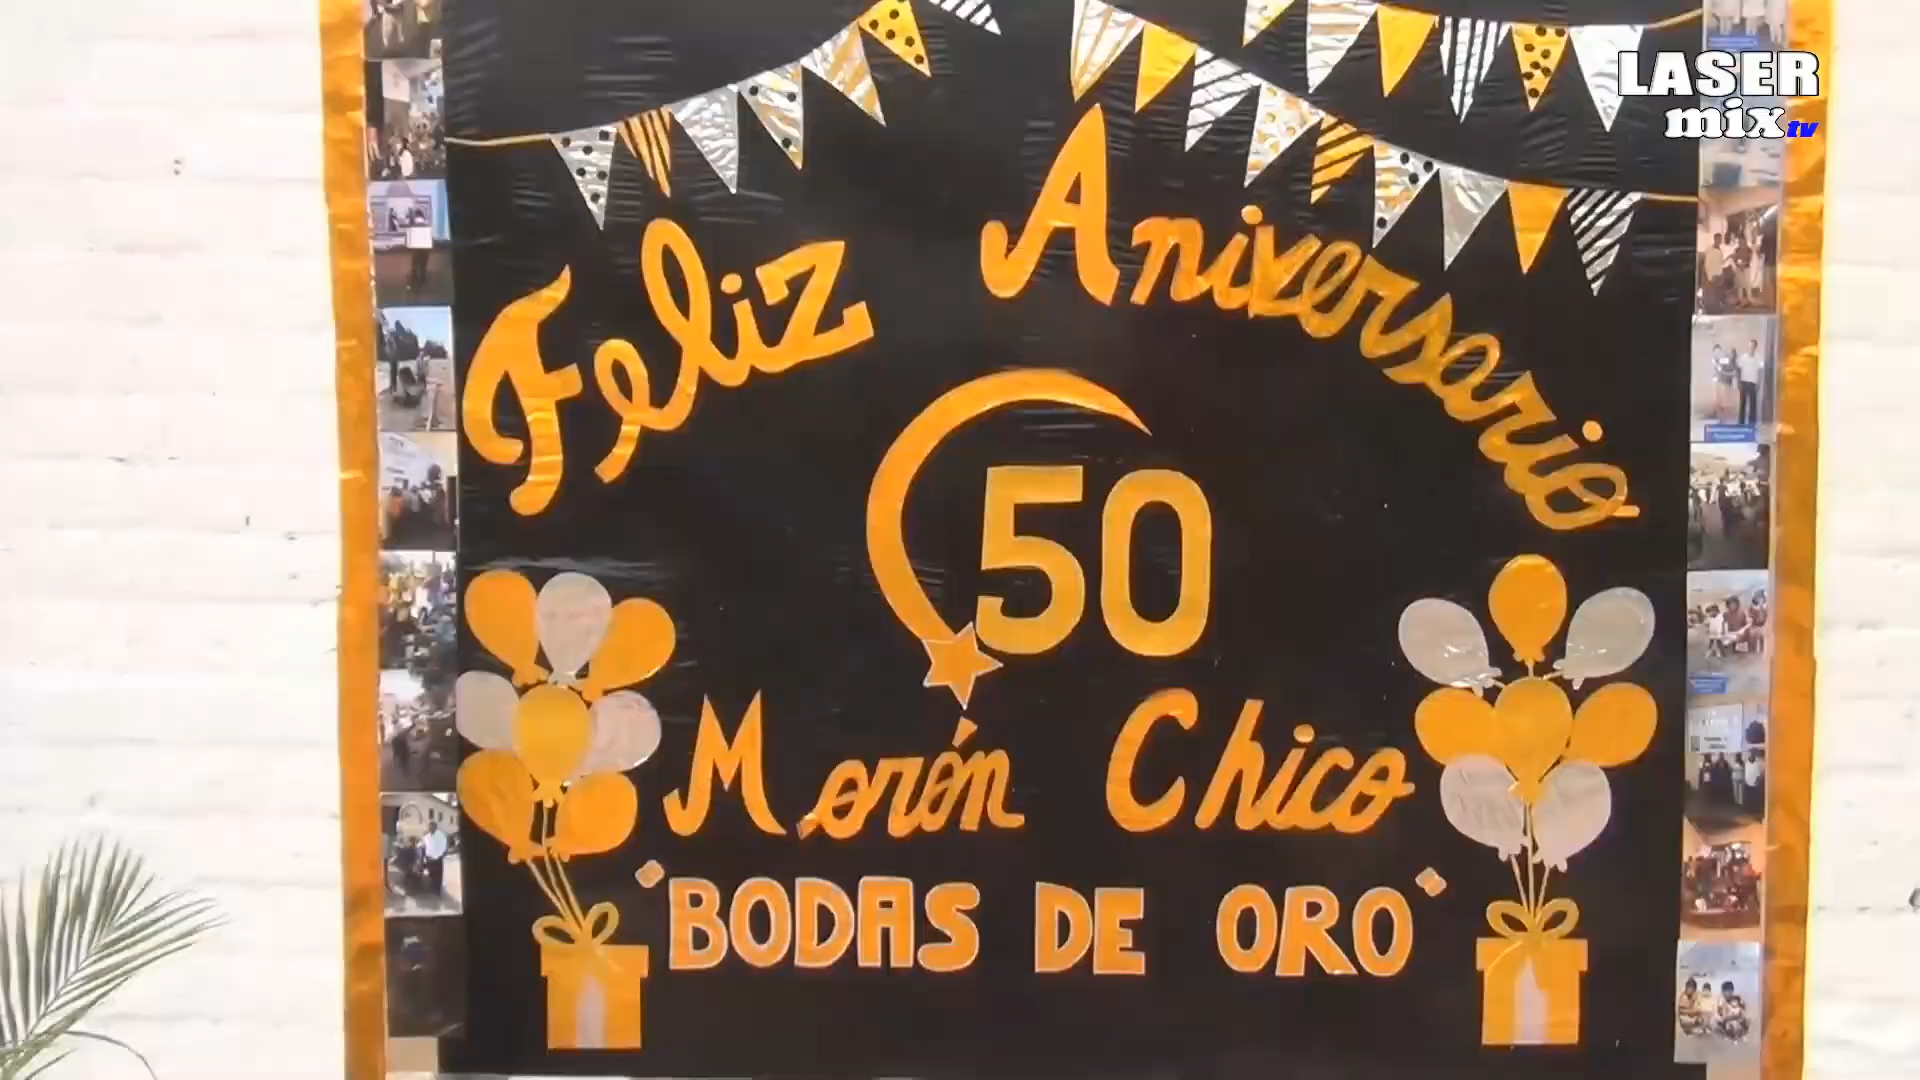 LASER
mix tv
Feliz Aniversario
50
Morón Chico
"BODAS DE ORO"